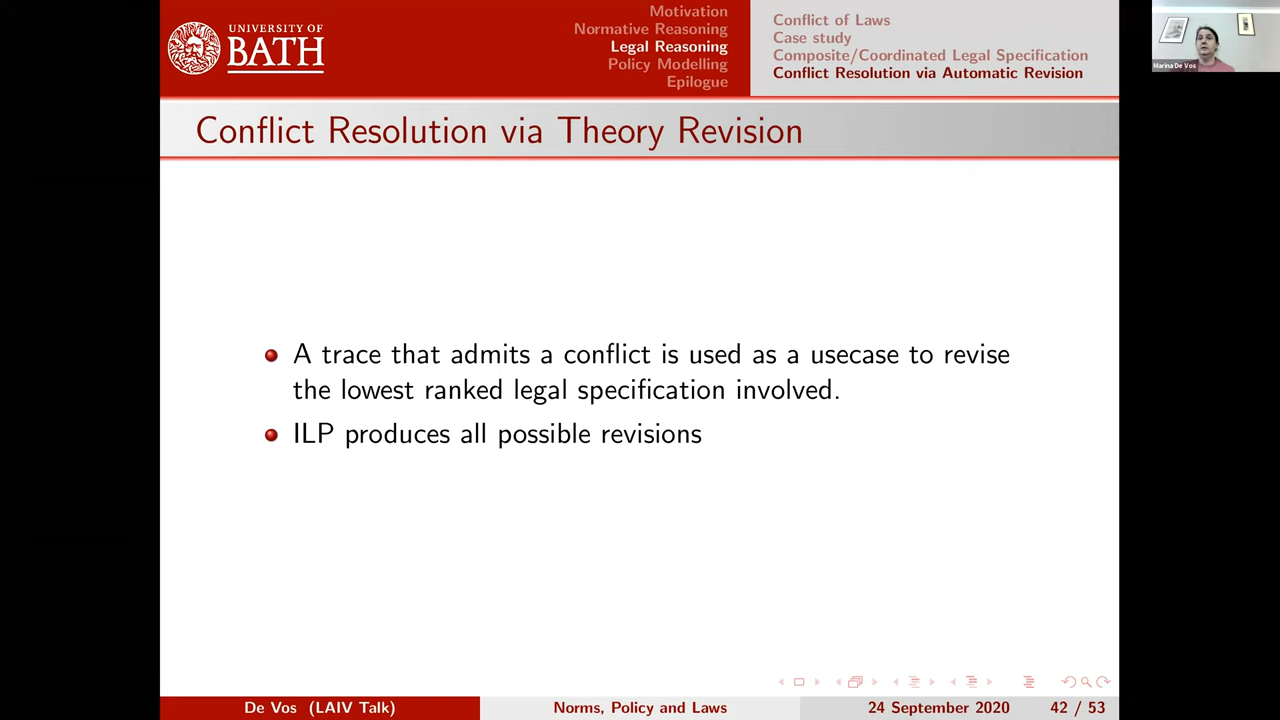 UNIVERSITY OF
BATH
Motivation
Normative Reasoning
Legal Reasoning
Policy Modelling
Epilogue
Conflict of Laws
Case study
Composite/Coordinated Legal Specification
Conflict Resolution via Automatic Revision
Marina De Vos
Conflict Resolution via Theory Revision
A trace that admits a conflict is used as a usecase to revise
the lowest ranked legal specification involved.
ILP produces all possible revisions
De Vos (LAIV Talk)
Norms, Policy and Laws
24 September 2020
42 / 53